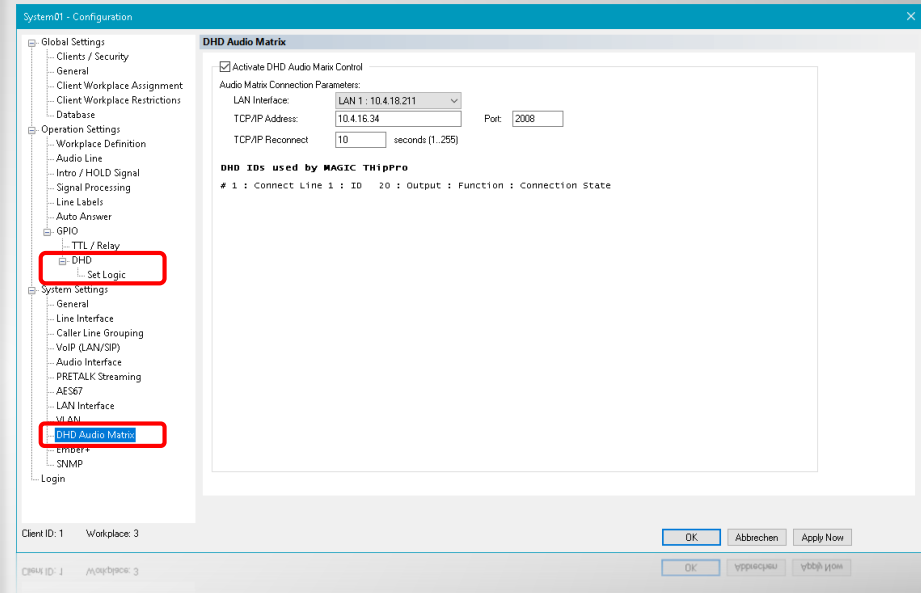 System01 - Configuration
Global Settings
Clients / Security
General
Client Workplace Assignment
Client Workplace Restrictions
Database
Operation Settings
Workplace Definition
Audio Line
Intro / HOLD Signal
Signal Processing
Line Labels
Auto Answer
GPIO
TTL / Relay
DHD
Set Logic
System Settings
General
Line Interface
Caller Line Grouping
VoIP (LAN/SIP)
Audio Interface
PRETALK Streaming
AES67
LAN Interface
VLAN
DHD Audio Matrix
Ember+
SNMP
Login
DHD Audio Matrix
Activate DHD Audio Marix Control
Audio Matrix Connection Parameters:
LAN Interface: LAN 1 : 10.4.18.211
TCP/IP Address: 10.4.16.34 Port: 2008
TCP/IP Reconnect 10 seconds (1..255)
DHD IDs used by MAGIC THipPro
# 1 : Connect Line 1 : ID 20 : Output : Function : Connection State
Client ID: 1 Workplace: 3
OK Abbrechen Apply Now